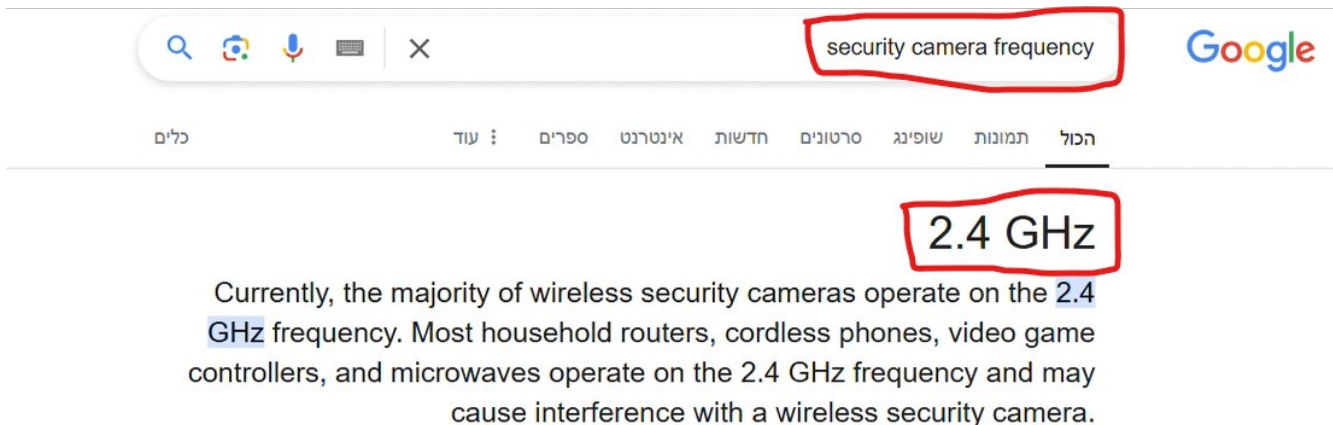 security camera frequency
Google
הכול תמונות שופינג סרטונים חדשות אינטרנט ספרים עוד כלים
2.4 GHz
Currently, the majority of wireless security cameras operate on the 2.4
GHz frequency. Most household routers, cordless phones, video game
controllers, and microwaves operate on the 2.4 GHz frequency and may
cause interference with a wireless security camera.